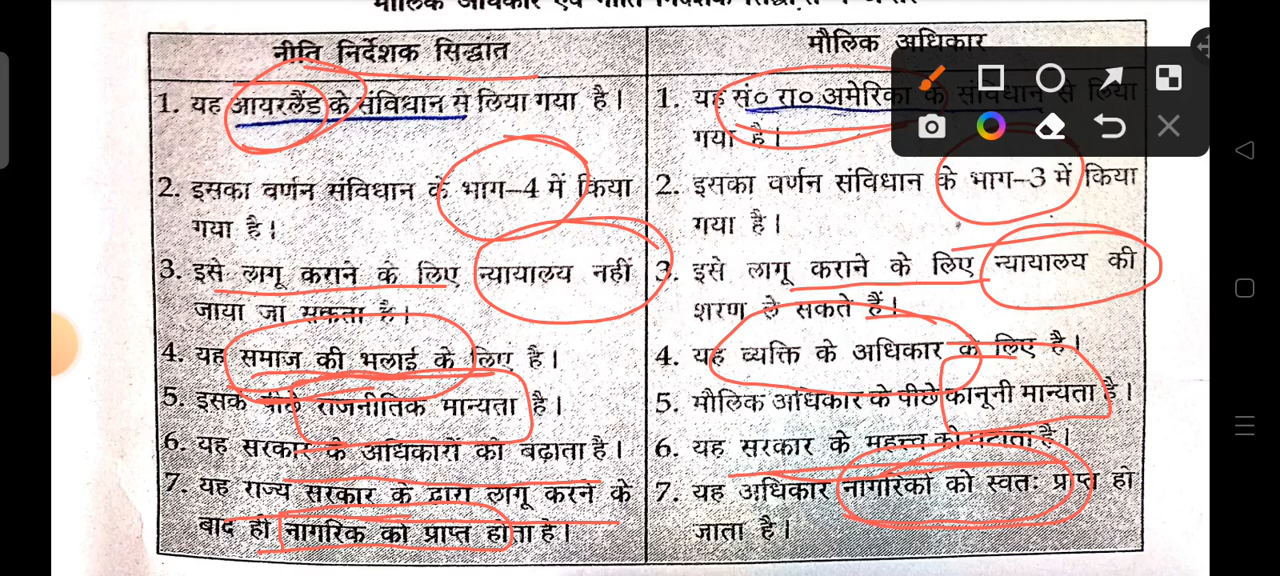 मौलिक अधिकार एवं नीति निर्देशक सिद्धांत में अंतर
नीति निर्देशक सिद्धांत
1. यह आयरलैंड के संविधान से लिया गया है।
2. इसका वर्णन संविधान के भाग–4 में किया
गया है।
3. इसे लागू कराने के लिए न्यायालय नहीं
जाया जा सकता है।
4. यह समाज की भलाई के लिए है।
5. इसके पीछे राजनीतिक मान्यता है।
6. यह सरकार के अधिकारों को बढ़ाता है।
7. यह राज्य सरकार के द्वारा लागू करने के
बाद ही नागरिक को प्राप्त होता है।
मौलिक अधिकार
1. यह सं० रा० अमेरिका के संविधान से लिया
गया है।
2. इसका वर्णन संविधान के भाग–3 में किया
गया है।
3. इसे लागू कराने के लिए न्यायालय की
शरण ले सकते हैं।
4. यह व्यक्ति के अधिकार के लिए है।
5. मौलिक अधिकार के पीछे कानूनी मान्यता है।
6. यह सरकार के महत्त्व को घटाता है।
7. यह अधिकार नागरिकों को स्वतः प्राप्त हो
जाता है।